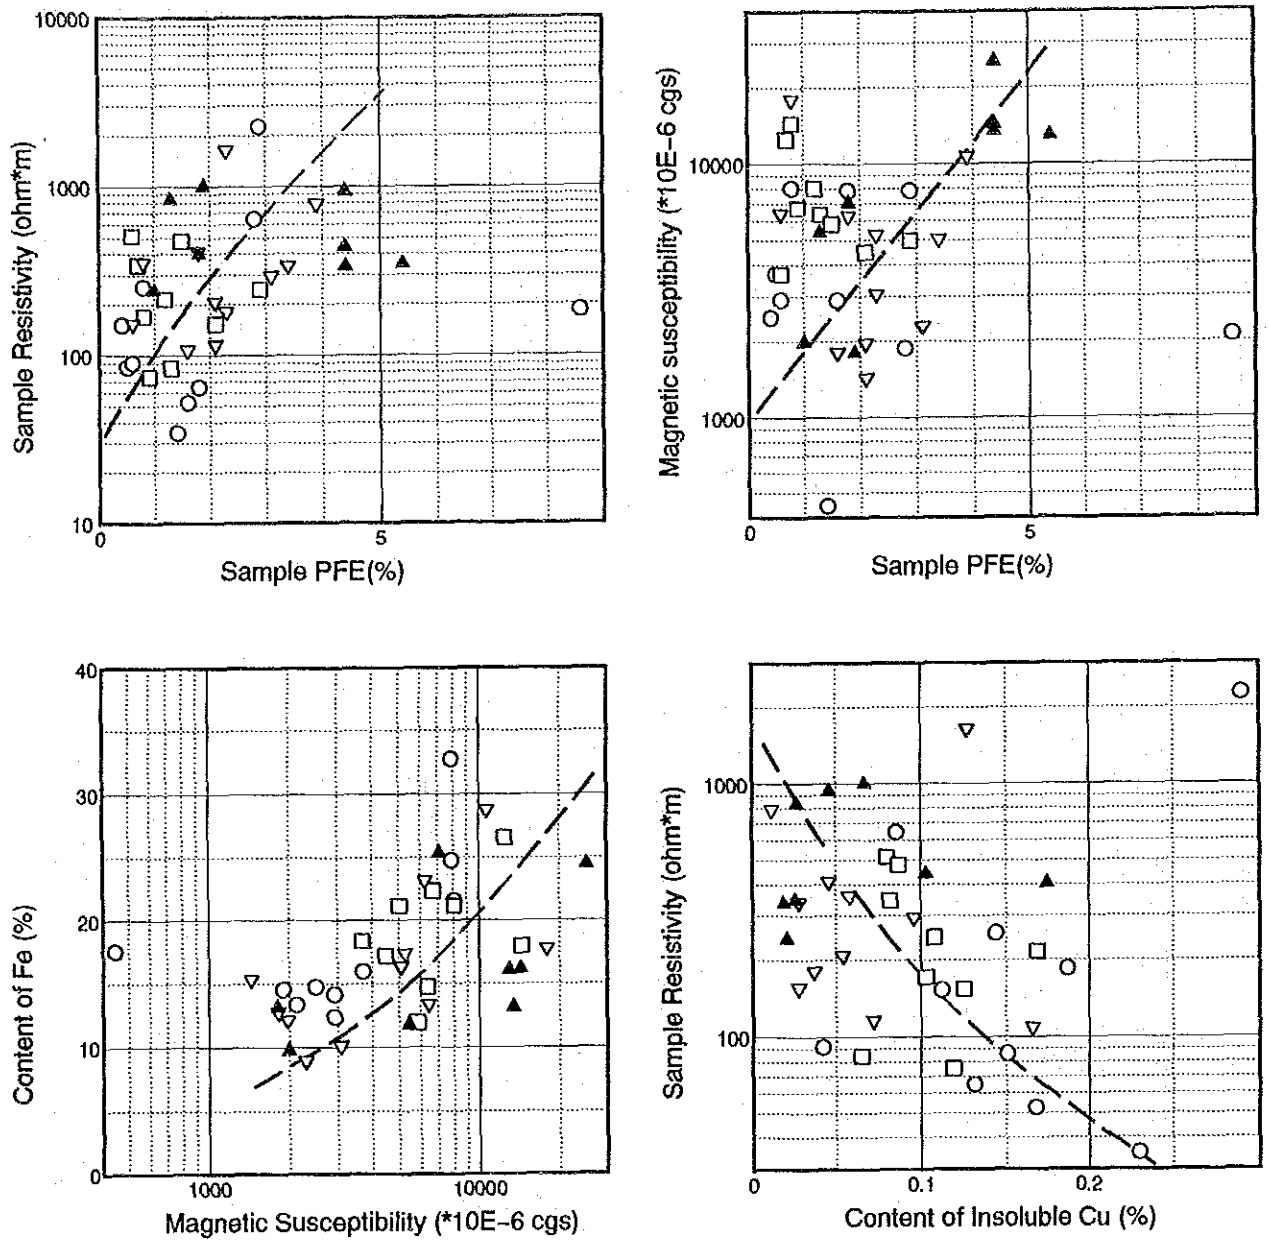 10000
1000
100
10
0
5
Sample Resistivity (ohm*m)
Sample PFE(%)
10000
1000
0
5
Magnetic susceptibility (*10E-6 cgs)
Sample PFE(%)
40
30
20
10
0
1000
10000
Content of Fe (%)
Magnetic Susceptibility (*10E-6 cgs)
1000
100
0
0.1
0.2
Sample Resistivity (ohm*m)
Content of Insoluble Cu (%)